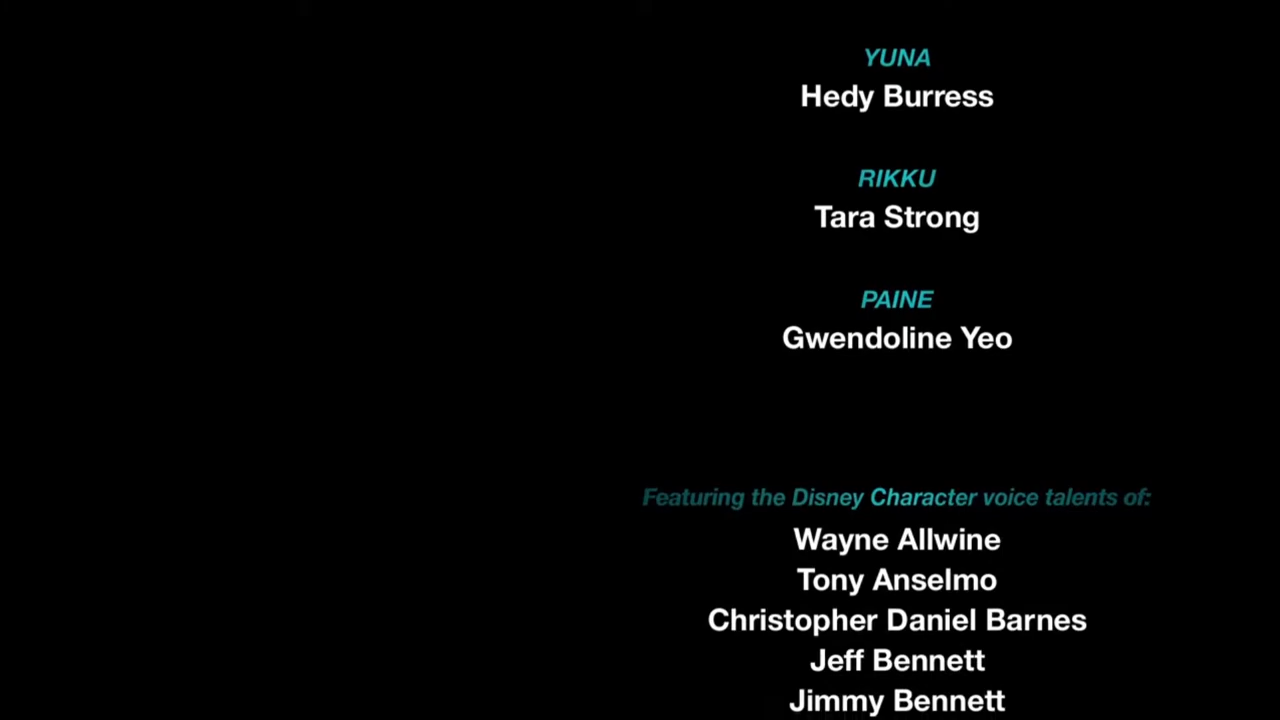 YUNA
Hedy Burress
RIKKU
Tara Strong
PAINE
Gwendoline Yeo
Featuring the Disney Character voice talents of:
Wayne Allwine
Tony Anselmo
Christopher Daniel Barnes
Jeff Bennett
Jimmy Bennett